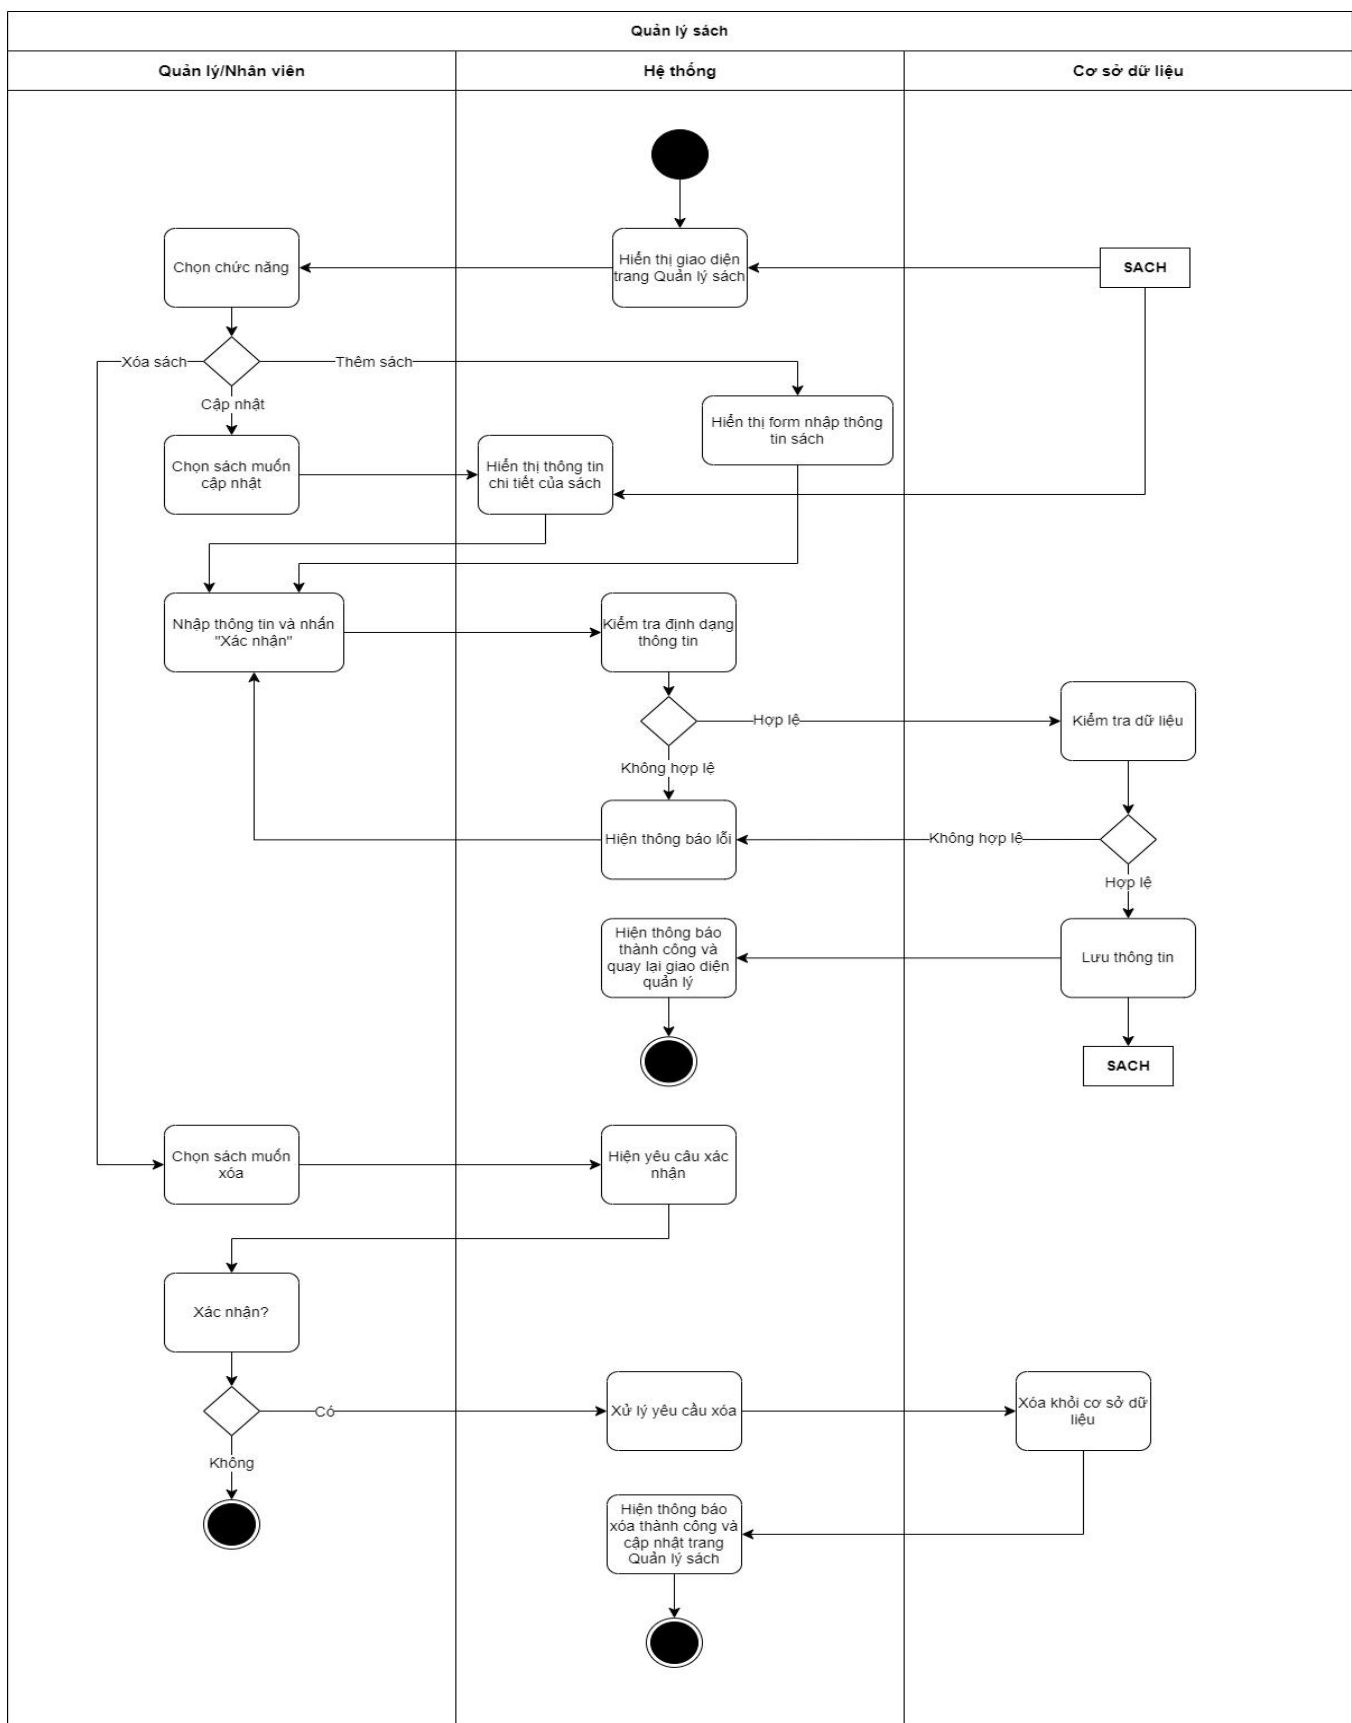 Quản lý sách
Quản lý/Nhân viên
Hệ thống
Cơ sở dữ liệu
Chọn chức năng
Hiển thị giao diện
trang Quản lý sách
SACH
Xóa sách
Thêm sách
Cập nhật
Hiển thị form nhập thông
tin sách
Chọn sách muốn
cập nhật
Hiển thị thông tin
chi tiết của sách
Nhập thông tin và nhấn
"Xác nhận"
Kiểm tra định dạng
thông tin
Hợp lệ
Kiểm tra dữ liệu
Không hợp lệ
Hiện thông báo lỗi
Không hợp lệ
Hợp lệ
Hiện thông báo
thành công và
quay lại giao diện
quản lý
Lưu thông tin
SACH
Chọn sách muốn
xóa
Hiện yêu câu xác
nhận
Xác nhận?
Có
Xử lý yêu cầu xóa
Xóa khỏi cơ sở dữ
liệu
Không
Hiện thông báo
xóa thành công và
cập nhật trang
Quản lý sách